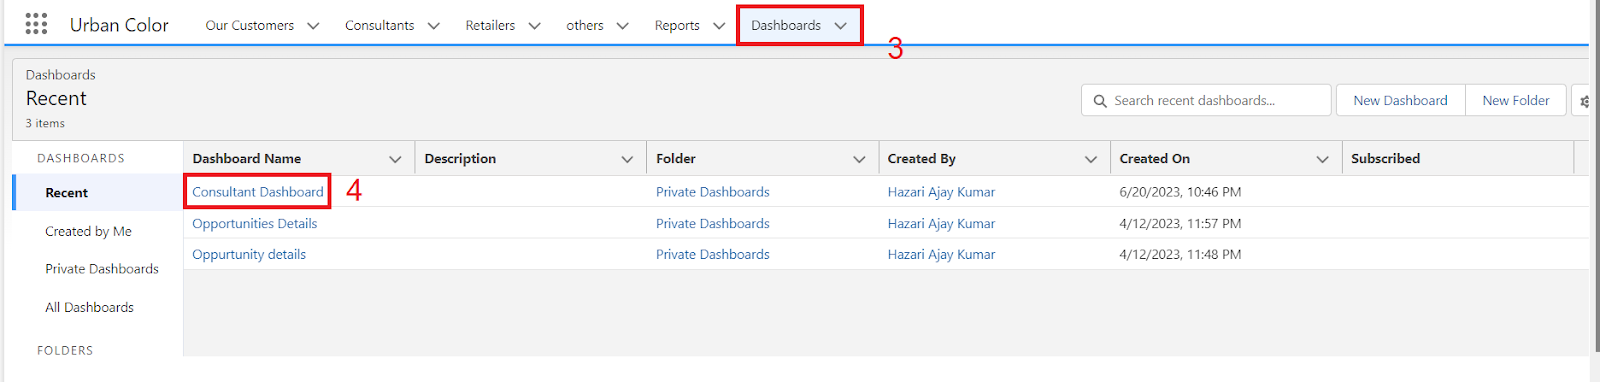 Urban Color Our Customers Consultants Retailers others Reports Dashboards
3
Dashboards
Recent
3 items
Search recent dashboards... New Dashboard New Folder
DASHBOARDS Dashboard Name Description Folder Created By Created On Subscribed
Recent Consultant Dashboard 4 Private Dashboards Hazari Ajay Kumar 6/20/2023, 10:46 PM
Opportunities Details Private Dashboards Hazari Ajay Kumar 4/12/2023, 11:57 PM
Created by Me
Oppurtunity details Private Dashboards Hazari Ajay Kumar 4/12/2023, 11:48 PM
Private Dashboards
All Dashboards
FOLDERS